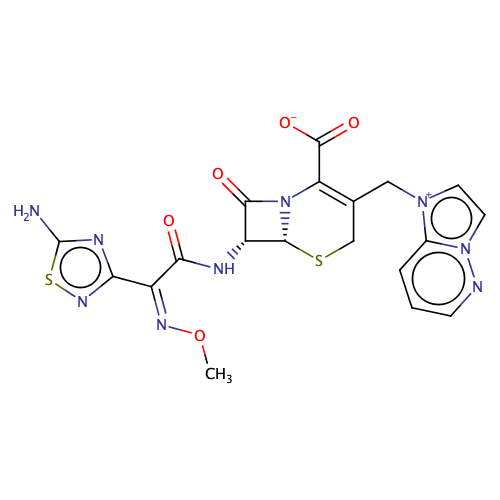 O⁻ O
O N N⁺
H₂N O
N NH S N
S N N
N O
CH₃